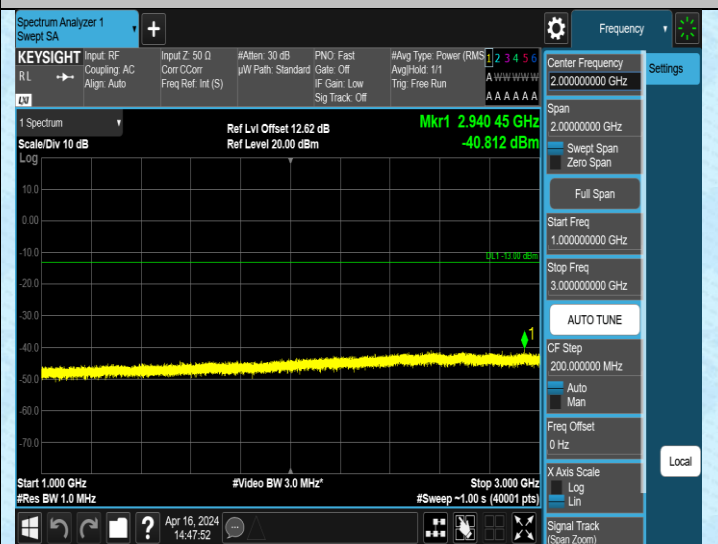 Spectrum Analyzer 1
Swept SA
+
Frequency
KEYSIGHT
RL
LXI
Input: RF
Coupling: AC
Align: Auto
Input Z: 50 Ω
Corr CCorr
Freq Ref: Int (S)
#Atten: 30 dB
µW Path: Standard
PNO: Fast
Gate: Off
IF Gain: Low
Sig Track: Off
#Avg Type: Power (RMS
Avg|Hold: 1/1
Trig: Free Run
1 2 3 4 5 6
A W W W W W
A A A A A A
1 Spectrum
Scale/Div 10 dB
Ref Lvl Offset 12.62 dB
Ref Level 20.00 dBm
Mkr1 2.940 45 GHz
-40.812 dBm
Log
10.0
0.00
-10.0
DL1 -13.00 dBm
-20.0
-30.0
1
-40.0
-50.0
-60.0
-70.0
Start 1.000 GHz
#Video BW 3.0 MHz*
Stop 3.000 GHz
#Res BW 1.0 MHz
#Sweep ~1.00 s (40001 pts)
?
Apr 16, 2024
14:47:52
Center Frequency
2.000000000 GHz
Settings
Span
2.00000000 GHz
Swept Span
Zero Span
Full Span
Start Freq
1.000000000 GHz
Stop Freq
3.000000000 GHz
AUTO TUNE
CF Step
200.000000 MHz
Auto
Man
Freq Offset
0 Hz
X Axis Scale
Log
Lin
Local
Signal Track
(Span Zoom)